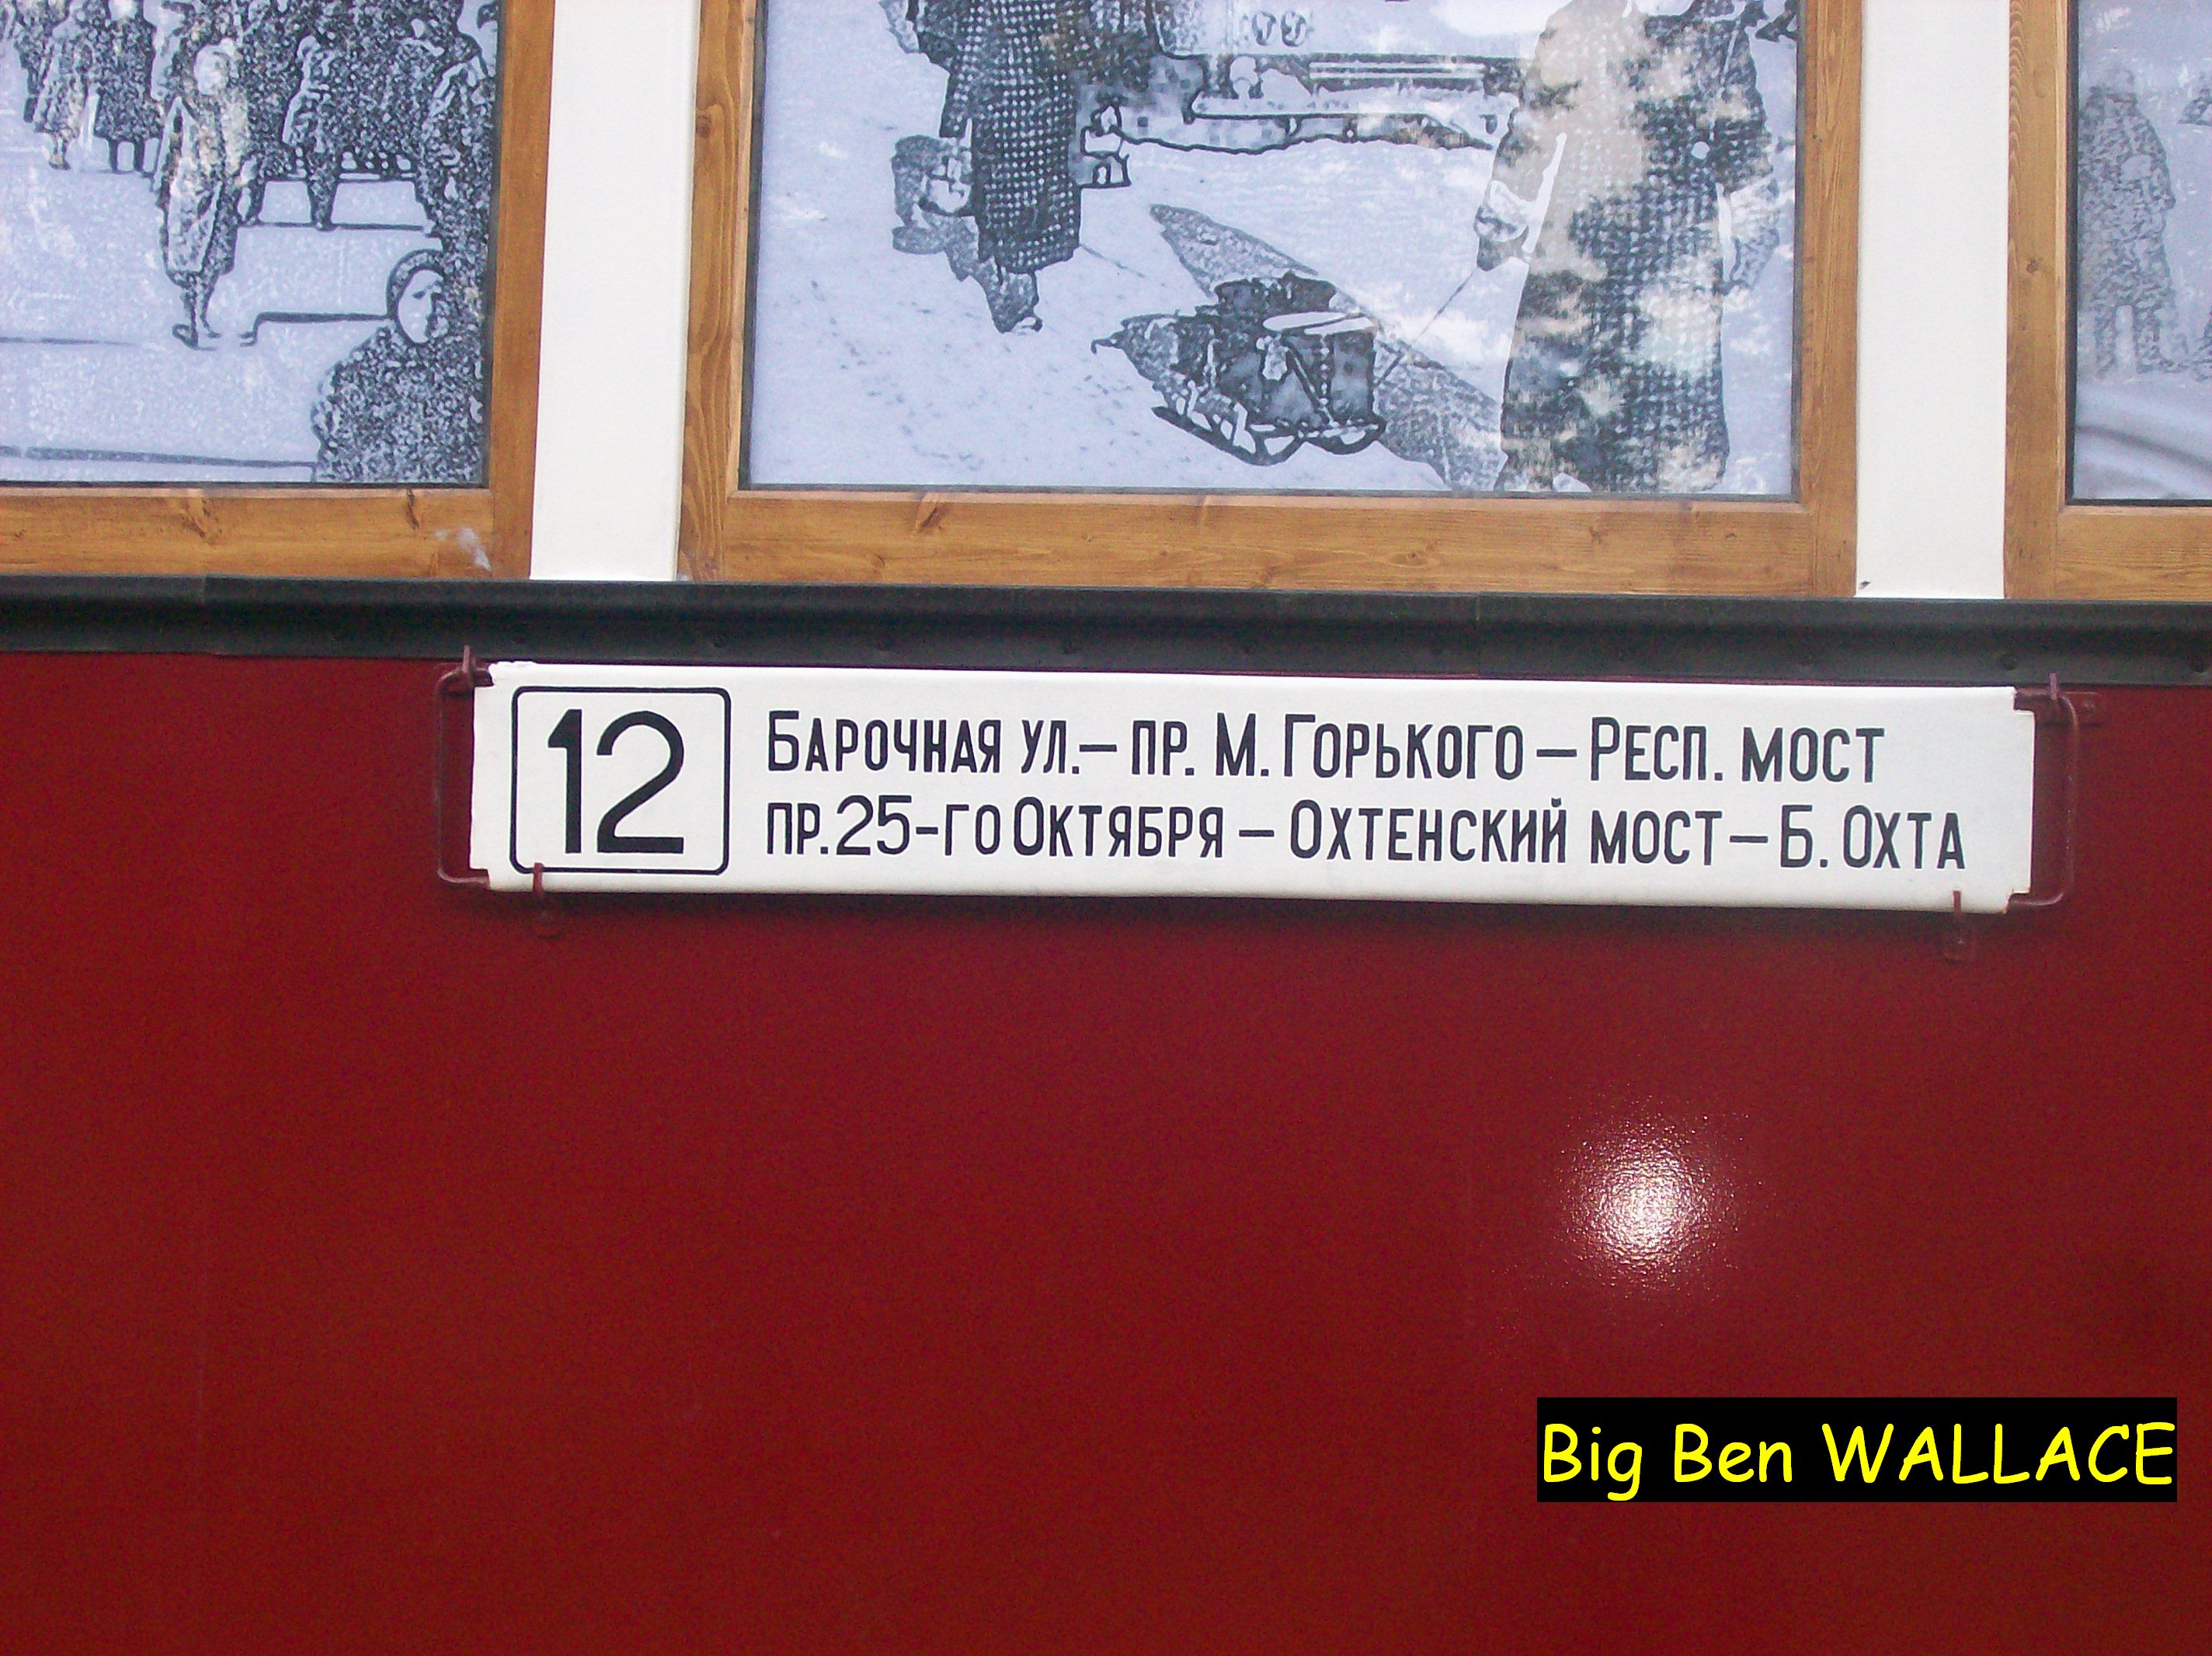 12
Барочная ул.– пр. М. Горького – Респ. мост
пр. 25-го Октября – Охтенский мост – Б. Охта
Big Ben WALLACE